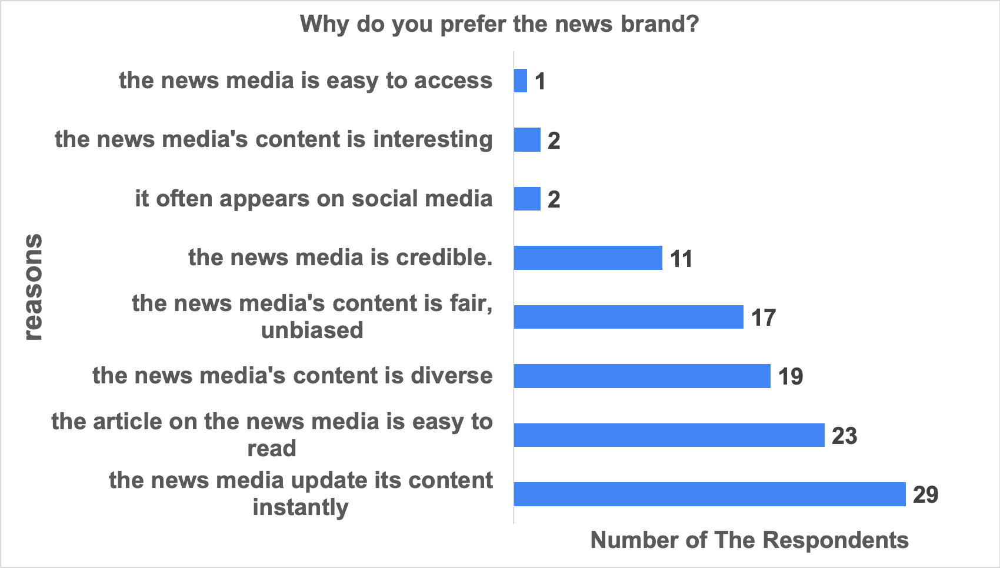 Why do you prefer the news brand?
the news media is easy to access
1
the news media's content is interesting
2
it often appears on social media
2
the news media is credible.
11
the news media's content is fair,
unbiased
17
the news media's content is diverse
19
the article on the news media is easy to
read
23
the news media update its content
instantly
29
reasons
Number of The Respondents